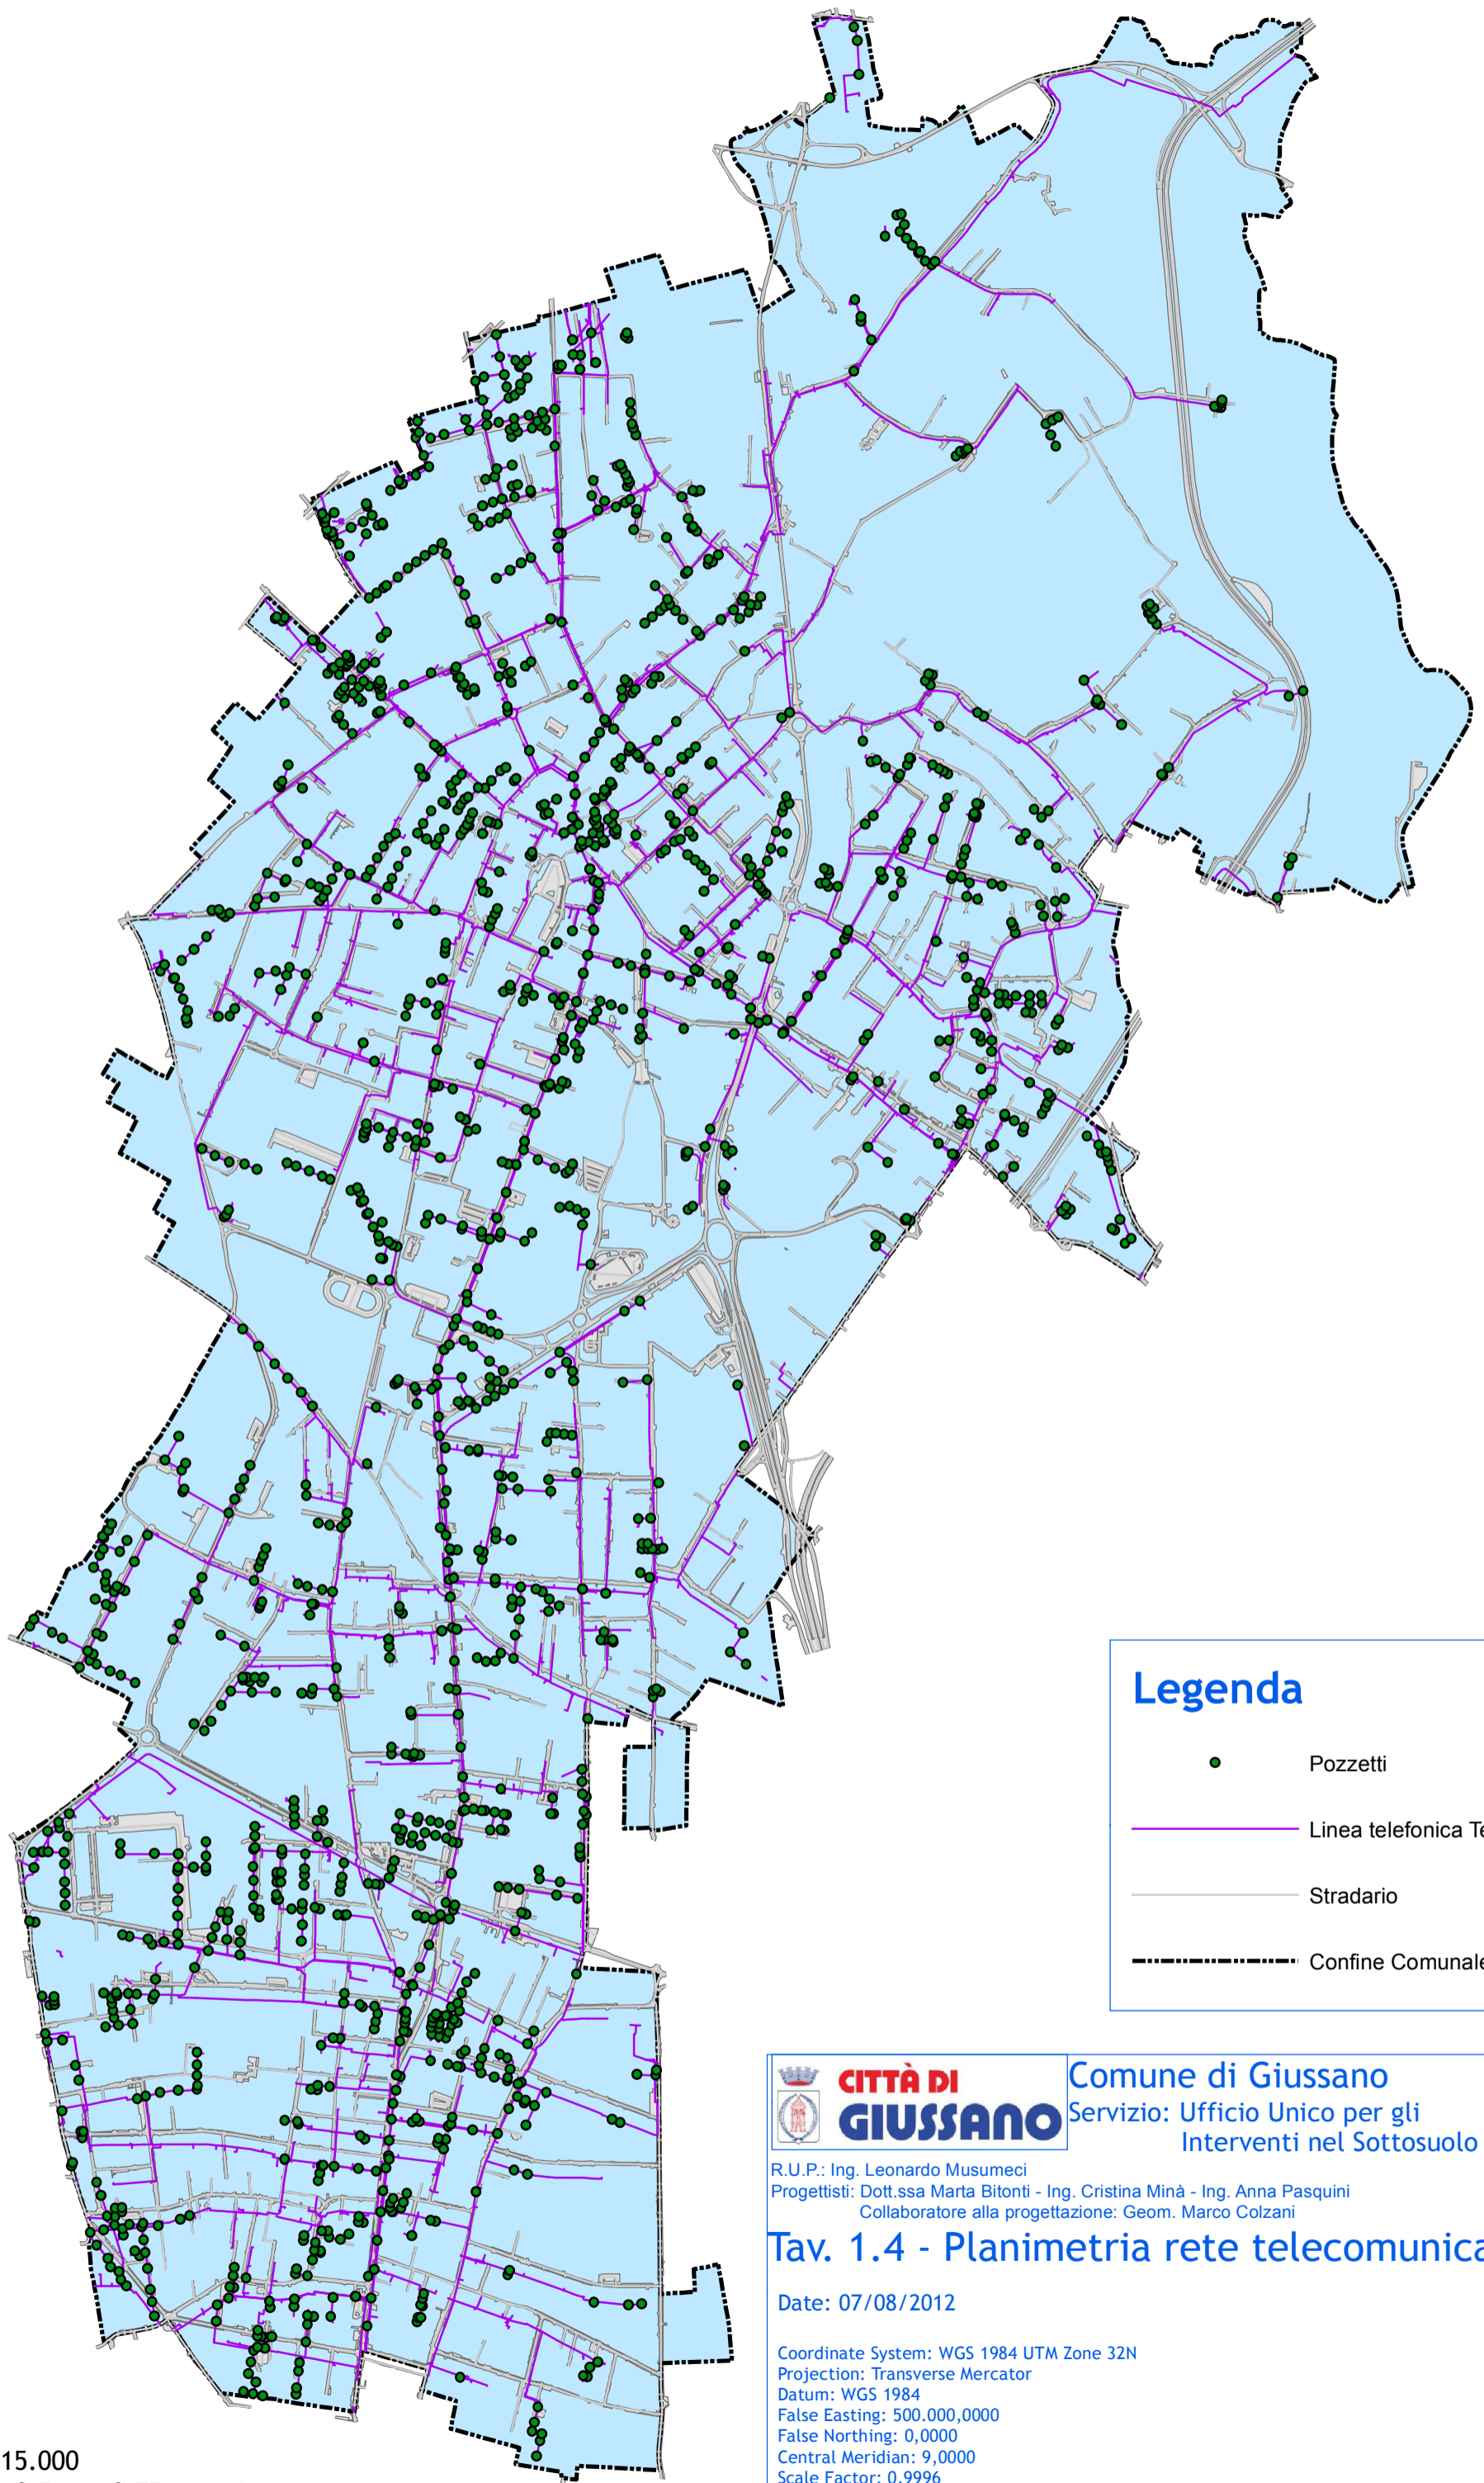 Legenda
Pozzetti
Linea telefonica
Stradario
Confine Comunale
CITTÀ DI
GIUSSANO
Comune di Giussano
Servizio: Ufficio Unico per gli
Interventi nel Sottosuolo
R.U.P.: Ing. Leonardo Musumeci
Progettisti: Dott.ssa Marta Bitonti - Ing. Cristina Minà - Ing. Anna Pasquini
Collaboratore alla progettazione: Geom. Marco Colzani
Tav. 1.4 - Planimetria rete
Date: 07/08/2012
Coordinate System: WGS 1984 UTM Zone 32N
Projection: Transverse Mercator
Datum: WGS 1984
False Easting: 500.000,0000
False Northing: 0,0000
Central Meridian: 9,0000
Scale Factor: 0,9996
15.000